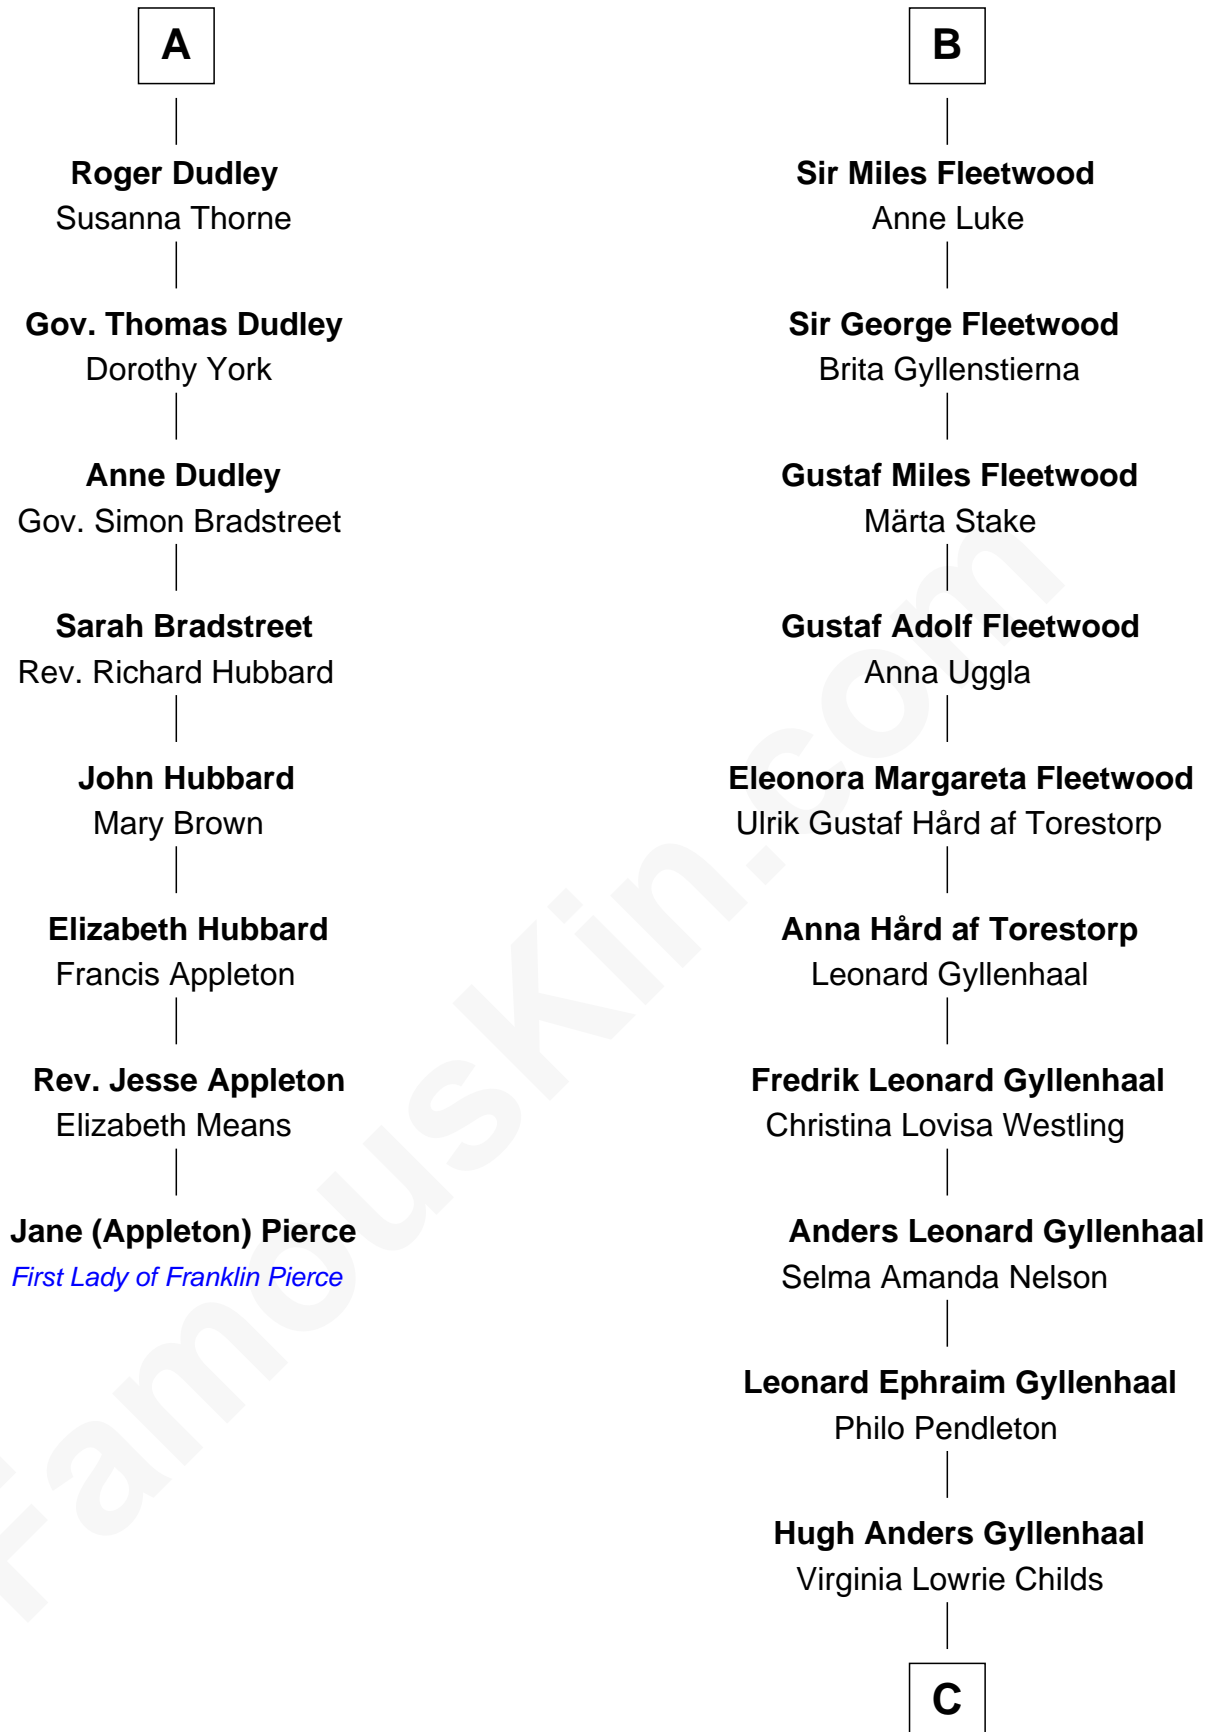 A
Roger Dudley
Susanna Thorne
Gov. Thomas Dudley
Dorothy York
Anne Dudley
Gov. Simon Bradstreet
Sarah Bradstreet
Rev. Richard Hubbard
John Hubbard
Mary Brown
Elizabeth Hubbard
Francis Appleton
Rev. Jesse Appleton
Elizabeth Means
Jane (Appleton) Pierce
First Lady of Franklin Pierce
B
Sir Miles Fleetwood
Anne Luke
Sir George Fleetwood
Brita Gyllenstierna
Gustaf Miles Fleetwood
Märta Stake
Gustaf Adolf Fleetwood
Anna Uggla
Eleonora Margareta Fleetwood
Ulrik Gustaf Hård af Torestorp
Anna Hård af Torestorp
Leonard Gyllenhaal
Fredrik Leonard Gyllenhaal
Christina Lovisa Westling
Anders Leonard Gyllenhaal
Selma Amanda Nelson
Leonard Ephraim Gyllenhaal
Philo Pendleton
Hugh Anders Gyllenhaal
Virginia Lowrie Childs
C
FamousKin.com